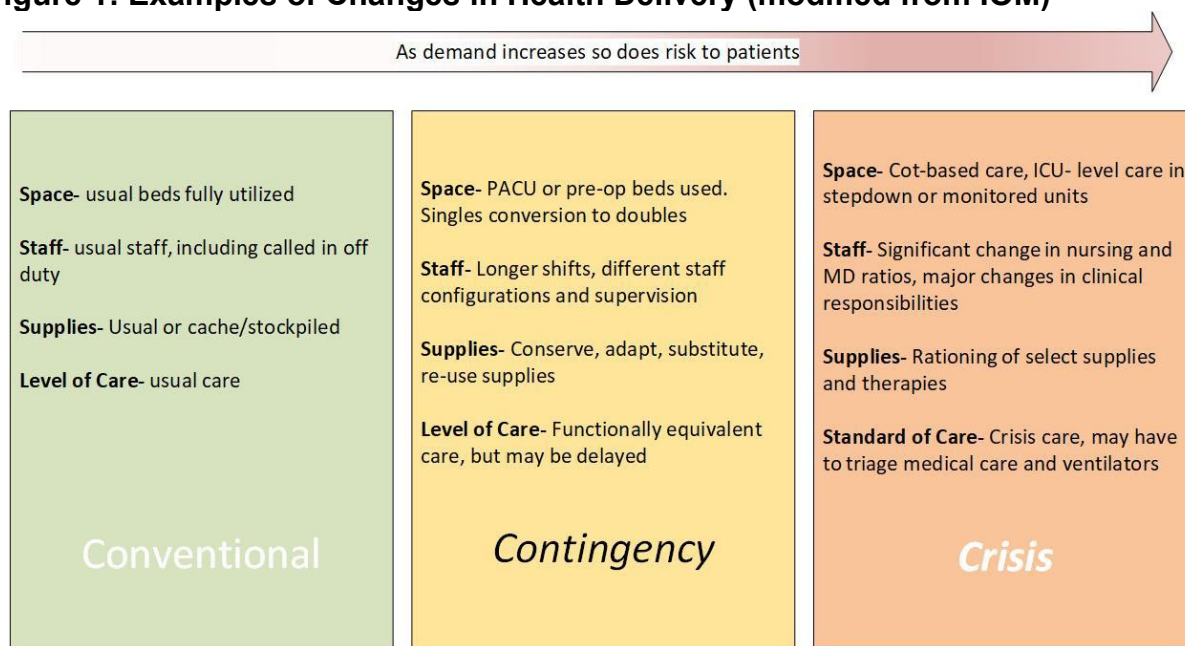 Figure 1: Examples of Changes in Health Delivery (modified from IOM)
As demand increases so does risk to patients
Space- usual beds fully utilized
Staff- usual staff, including called in off
duty
Supplies- Usual or cache/stockpiled
Level of Care- usual care
Conventional
Space- PACU or pre-op beds used.
Singles conversion to doubles
Staff- Longer shifts, different staff
configurations and supervision
Supplies- Conserve, adapt, substitute,
re-use supplies
Level of Care- Functionally equivalent
care, but may be delayed
Contingency
Space- Cot-based care, ICU- level care in
stepdown or monitored units
Staff- Significant change in nursing and
MD ratios, major changes in clinical
responsibilities
Supplies- Rationing of select supplies
and therapies
Standard of Care- Crisis care, may have
to triage medical care and ventilators
Crisis